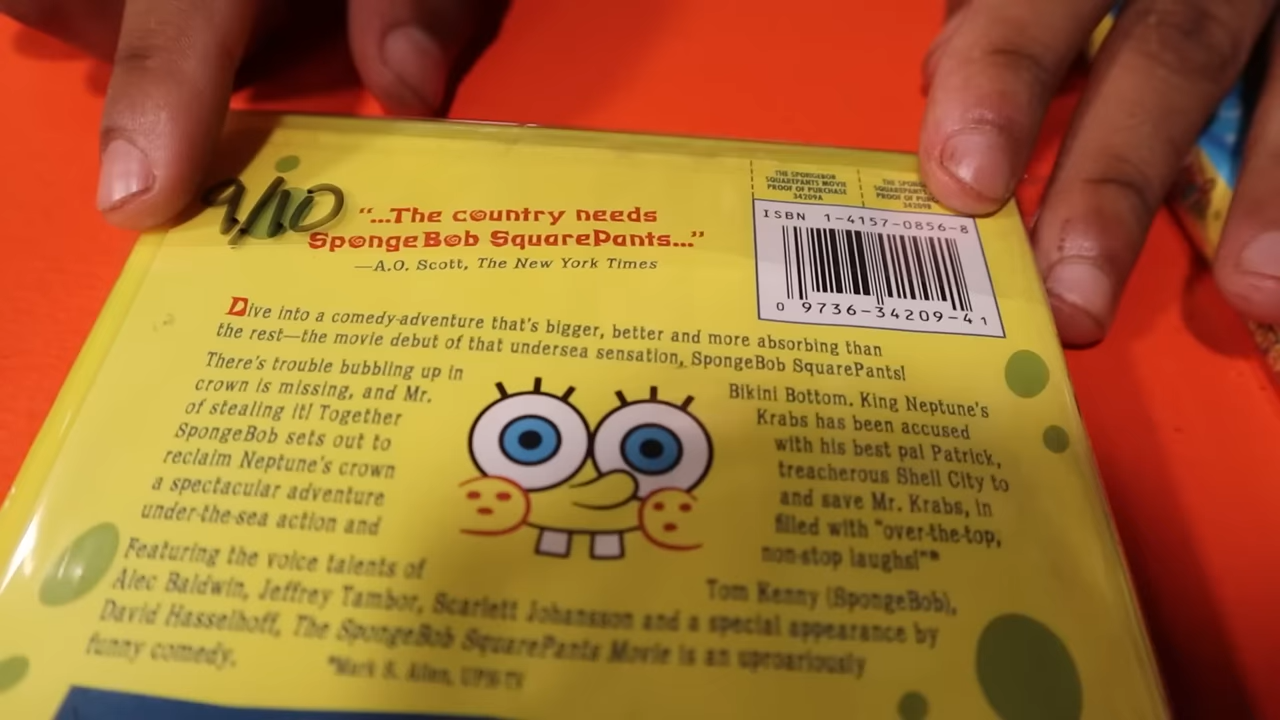 9/10
"...The country needs
SpongeBob SquarePants..."
—A.O. Scott, The New York Times
THE SPONGEBOB
SQUAREPANTS MOVIE
PROOF OF PURCHASE
34209A
THE
SQUAREPANTS
PROOF OF
34209B
ISBN 1-4157-0856-8
0 9736-34209-4 1
Dive into a comedy-adventure that's bigger, better and more absorbing than
the rest—the movie debut of that undersea sensation, SpongeBob SquarePants!
There's trouble bubbling up in Bikini Bottom. King Neptune's
crown is missing, and Mr. Krabs has been accused
of stealing it! Together with his best pal Patrick,
SpongeBob sets out to treacherous Shell City to
reclaim Neptune's crown and save Mr. Krabs, in
a spectacular adventure filled with "over-the-top,
under-the-sea action and non-stop laughs!"*
Featuring the voice talents of Tom Kenny (SpongeBob),
Alec Baldwin, Jeffrey Tambor, Scarlett Johansson and a special appearance by
David Hasselhoff, The SpongeBob SquarePants Movie is an uproariously
funny comedy.
*Mark S. Allen, UPN-TV